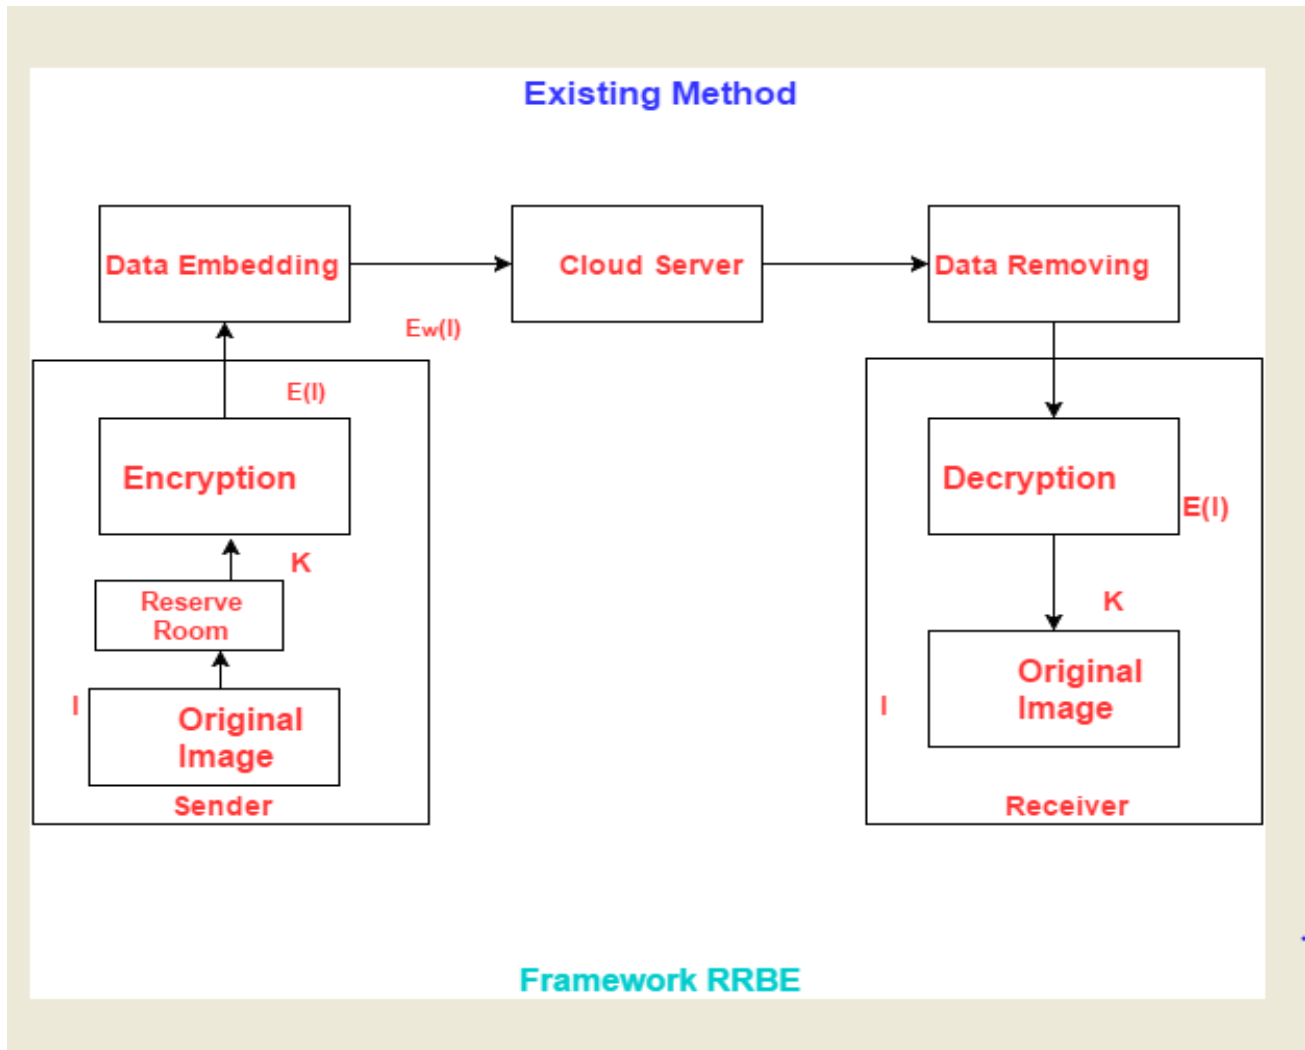 Existing Method
Data Embedding
Cloud Server
Data Removing
Ew(I)
E(I)
Encryption
Decryption
E(I)
K
K
Reserve
Room
I
Original
Image
I
Original
Image
Sender
Receiver
Framework RRBE